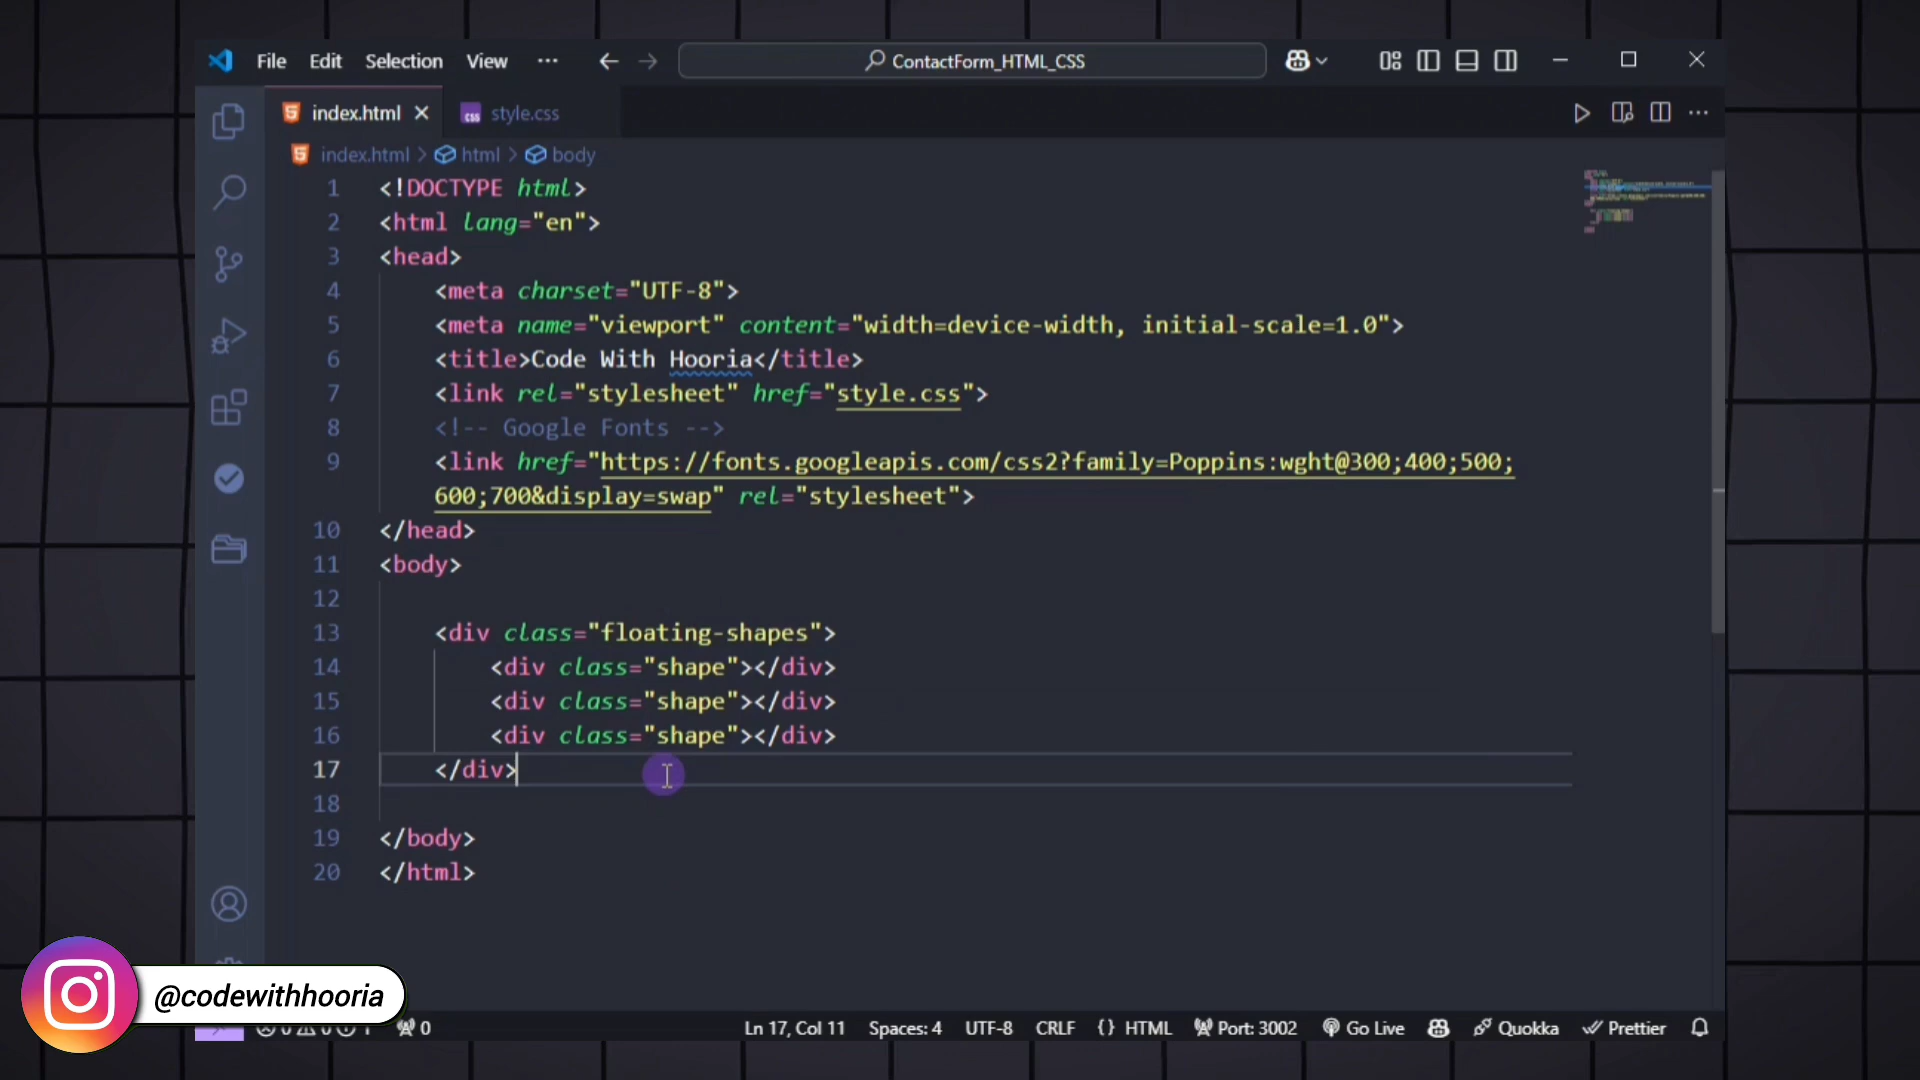 File Edit Selection View ··· ContactForm_HTML_CSS
index.html style.css
index.html > html > body
1 <!DOCTYPE html>
2 <html lang="en">
3 <head>
4 <meta charset="UTF-8">
5 <meta name="viewport" content="width=device-width, initial-scale=1.0">
6 <title>Code With Hooria</title>
7 <link rel="stylesheet" href="style.css">
8 <!-- Google Fonts -->
9 <link href="https://fonts.googleapis.com/css2?family=Poppins:wght@300;400;500;
600;700&display=swap" rel="stylesheet">
10 </head>
11 <body>
12
13 <div class="floating-shapes">
14 <div class="shape"></div>
15 <div class="shape"></div>
16 <div class="shape"></div>
17 </div>
18
19 </body>
20 </html>
@codewithhooria
0 Ln 17, Col 11 Spaces: 4 UTF-8 CRLF {} HTML Port: 3002 Go Live Quokka Prettier